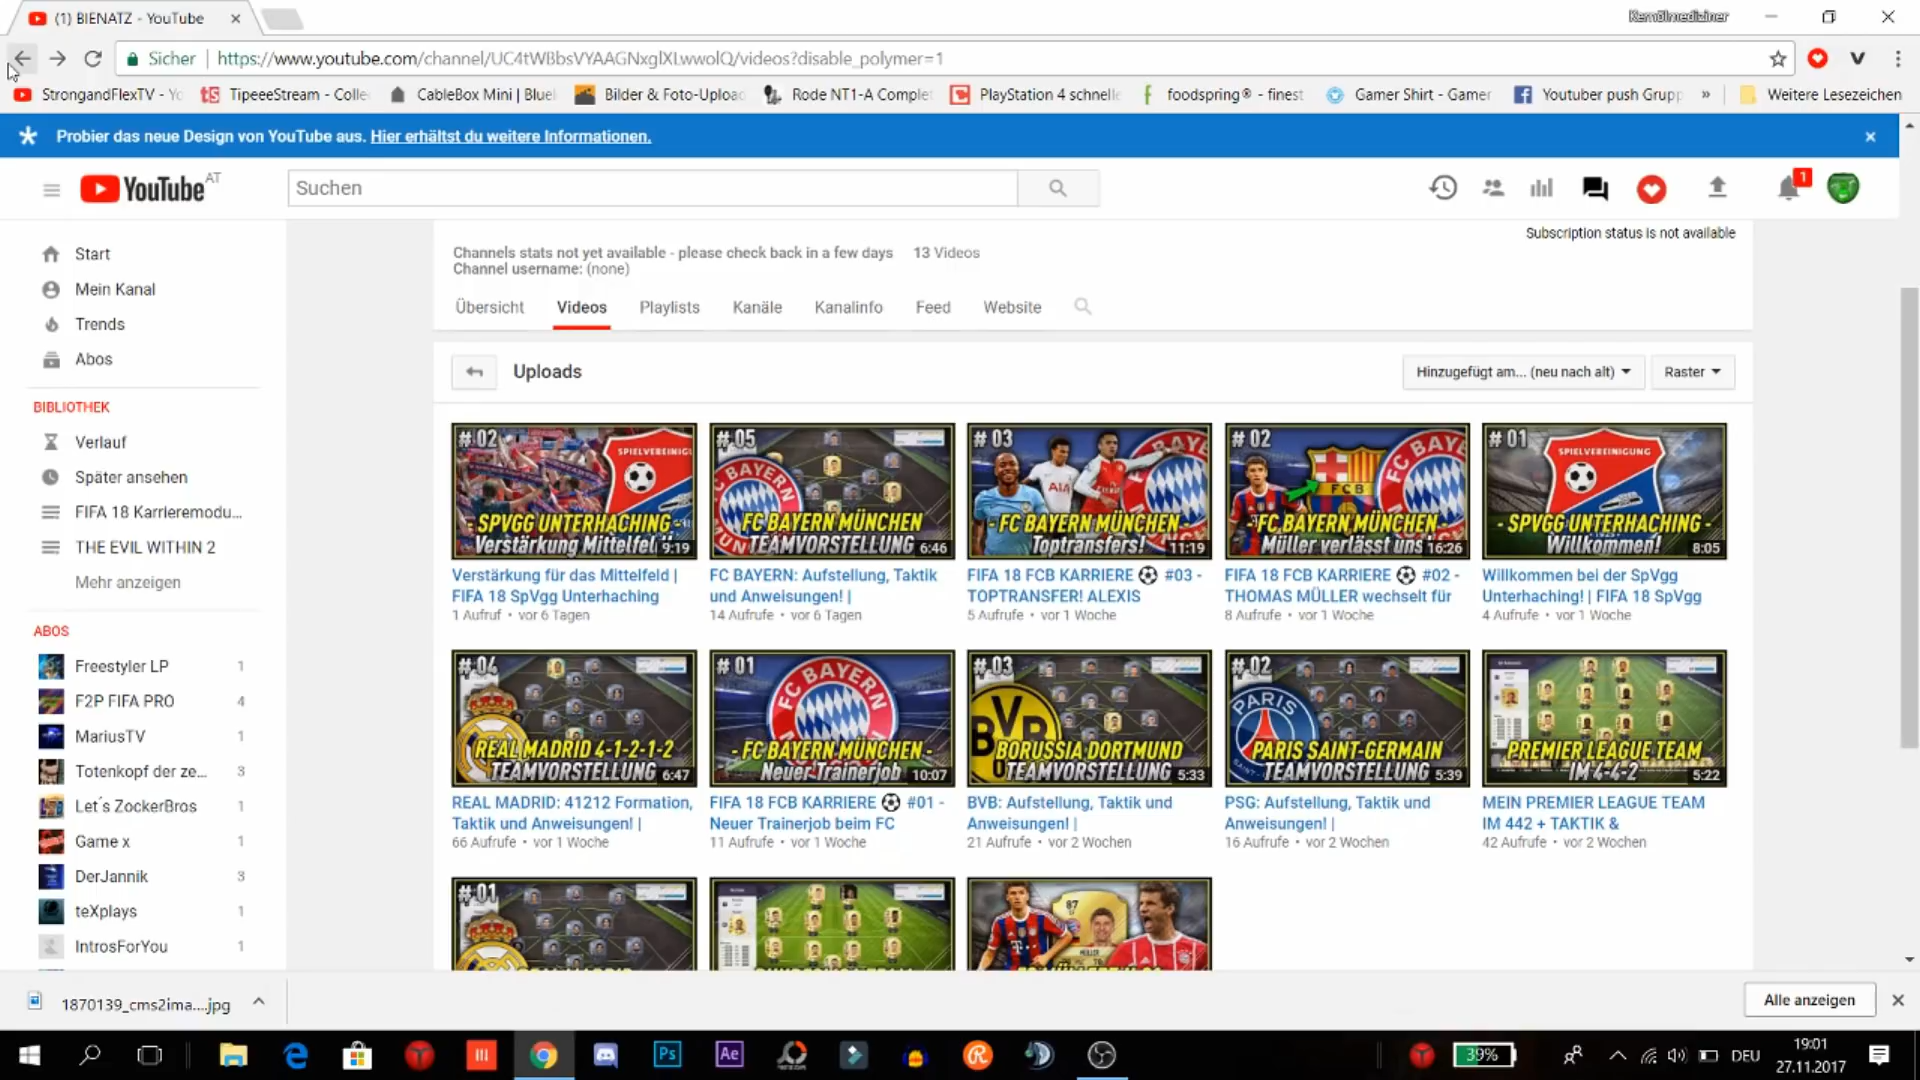 (1) BIENATZ - YouTube
Kernölmediziner
Sicher
https://www.youtube.com/channel/UC4tWBbsVYAAGNxglXLwwolQ/videos?disable_polymer=1
StrongandFlexTV - Yo
TipeeeStream - Colle
CableBox Mini | Blue
Bilder & Foto-Upload
Rode NT1-A Complet
PlayStation 4 schnelle
foodspring® - finest
Gamer Shirt - Gamer
Youtuber push Grupp
»
Weitere Lesezeichen
Probier das neue Design von YouTube aus. Hier erhältst du weitere Informationen.
YouTube AT
Suchen
1
Start
Mein Kanal
Trends
Abos
BIBLIOTHEK
Verlauf
Später ansehen
FIFA 18 Karrieremodu...
THE EVIL WITHIN 2
Mehr anzeigen
ABOS
Freestyler LP 1
F2P FIFA PRO 4
MariusTV 1
Totenkopf der ze... 3
Let´s ZockerBros 1
Game x 1
DerJannik 3
teXplays 1
IntrosForYou 1
Subscription status is not available
Channels stats not yet available - please check back in a few days 13 Videos
Channel username: (none)
Übersicht Videos Playlists Kanäle Kanalinfo Feed Website
Uploads
Hinzugefügt am... (neu nach alt)
Raster
#02
SPIELVEREINIGU
- SPVGG UNTERHACHING -
Verstärkung Mittelfel
9:19
Verstärkung für das Mittelfeld |
FIFA 18 SpVgg Unterhaching
1 Aufruf • vor 6 Tagen
#05
FC BAYERN MÜNCHEN
TEAMVORSTELLUNG
6:46
FC BAYERN: Aufstellung, Taktik
und Anweisungen! |
14 Aufrufe • vor 6 Tagen
#03
- FC BAYERN MÜNCHEN -
Toptransfers!
11:19
FIFA 18 FCB KARRIERE ⚽ #03 -
TOPTRANSFER! ALEXIS
5 Aufrufe • vor 1 Woche
#02
FCB
- FC BAYERN MÜNCHEN -
Müller verlässt uns!
16:26
FIFA 18 FCB KARRIERE ⚽ #02 -
THOMAS MÜLLER wechselt für
8 Aufrufe • vor 1 Woche
#01
SPIELVEREINIGUNG
- SPVGG UNTERHACHING -
Willkommen!
8:05
Willkommen bei der SpVgg
Unterhaching! | FIFA 18 SpVgg
4 Aufrufe • vor 1 Woche
#04
REAL MADRID 4-1-2-1-2
TEAMVORSTELLUNG
6:47
REAL MADRID: 41212 Formation,
Taktik und Anweisungen! |
66 Aufrufe • vor 1 Woche
#01
FC BAYERN
- FC BAYERN MÜNCHEN -
Neuer Trainerjob
10:07
FIFA 18 FCB KARRIERE ⚽ #01 -
Neuer Trainerjob beim FC
11 Aufrufe • vor 1 Woche
#03
BVB
BORUSSIA DORTMUND
TEAMVORSTELLUNG
5:33
BVB: Aufstellung, Taktik und
Anweisungen! |
21 Aufrufe • vor 2 Wochen
#02
PARIS
PARIS SAINT-GERMAIN
TEAMVORSTELLUNG
5:39
PSG: Aufstellung, Taktik und
Anweisungen! |
16 Aufrufe • vor 2 Wochen
PREMIER LEAGUE TEAM
IM 4-4-2
5:22
MEIN PREMIER LEAGUE TEAM
IM 442 + TAKTIK &
42 Aufrufe • vor 2 Wochen
#01
87
1870139_cms2ima....jpg
Alle anzeigen
Ps
Ae
39%
DEU
19:01
27.11.2017